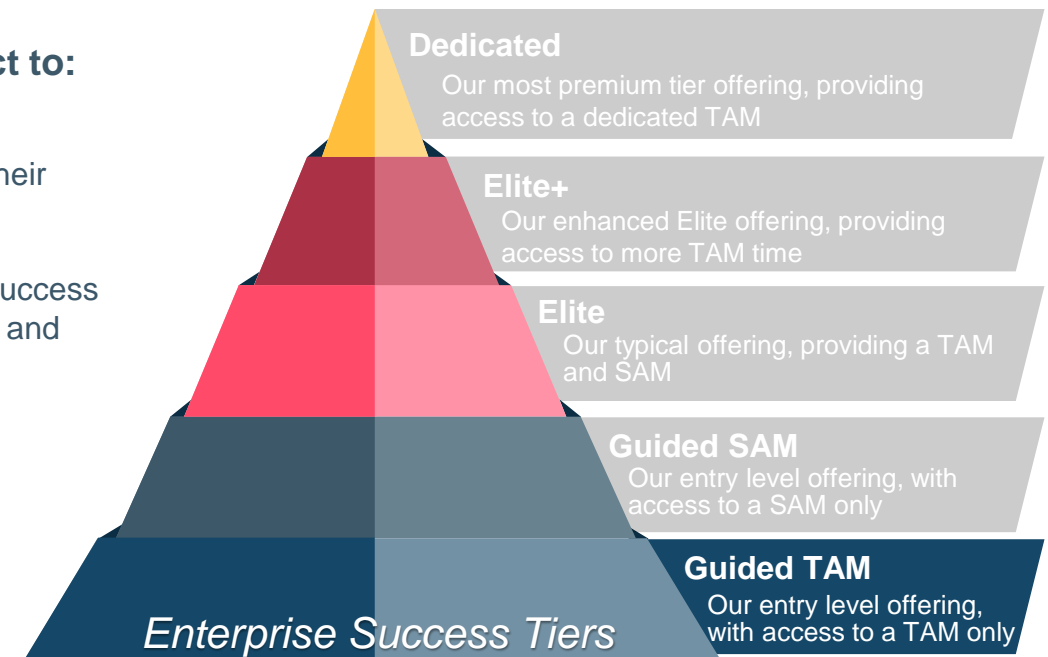 ct to:
heir
uccess
and
Dedicated
Our most premium tier offering, providing
access to a dedicated TAM
Elite+
Our enhanced Elite offering, providing
access to more TAM time
Elite
Our typical offering, providing a TAM
and SAM
Guided SAM
Our entry level offering, with
access to a SAM only
Guided TAM
Our entry level offering,
with access to a TAM only
Enterprise Success Tiers